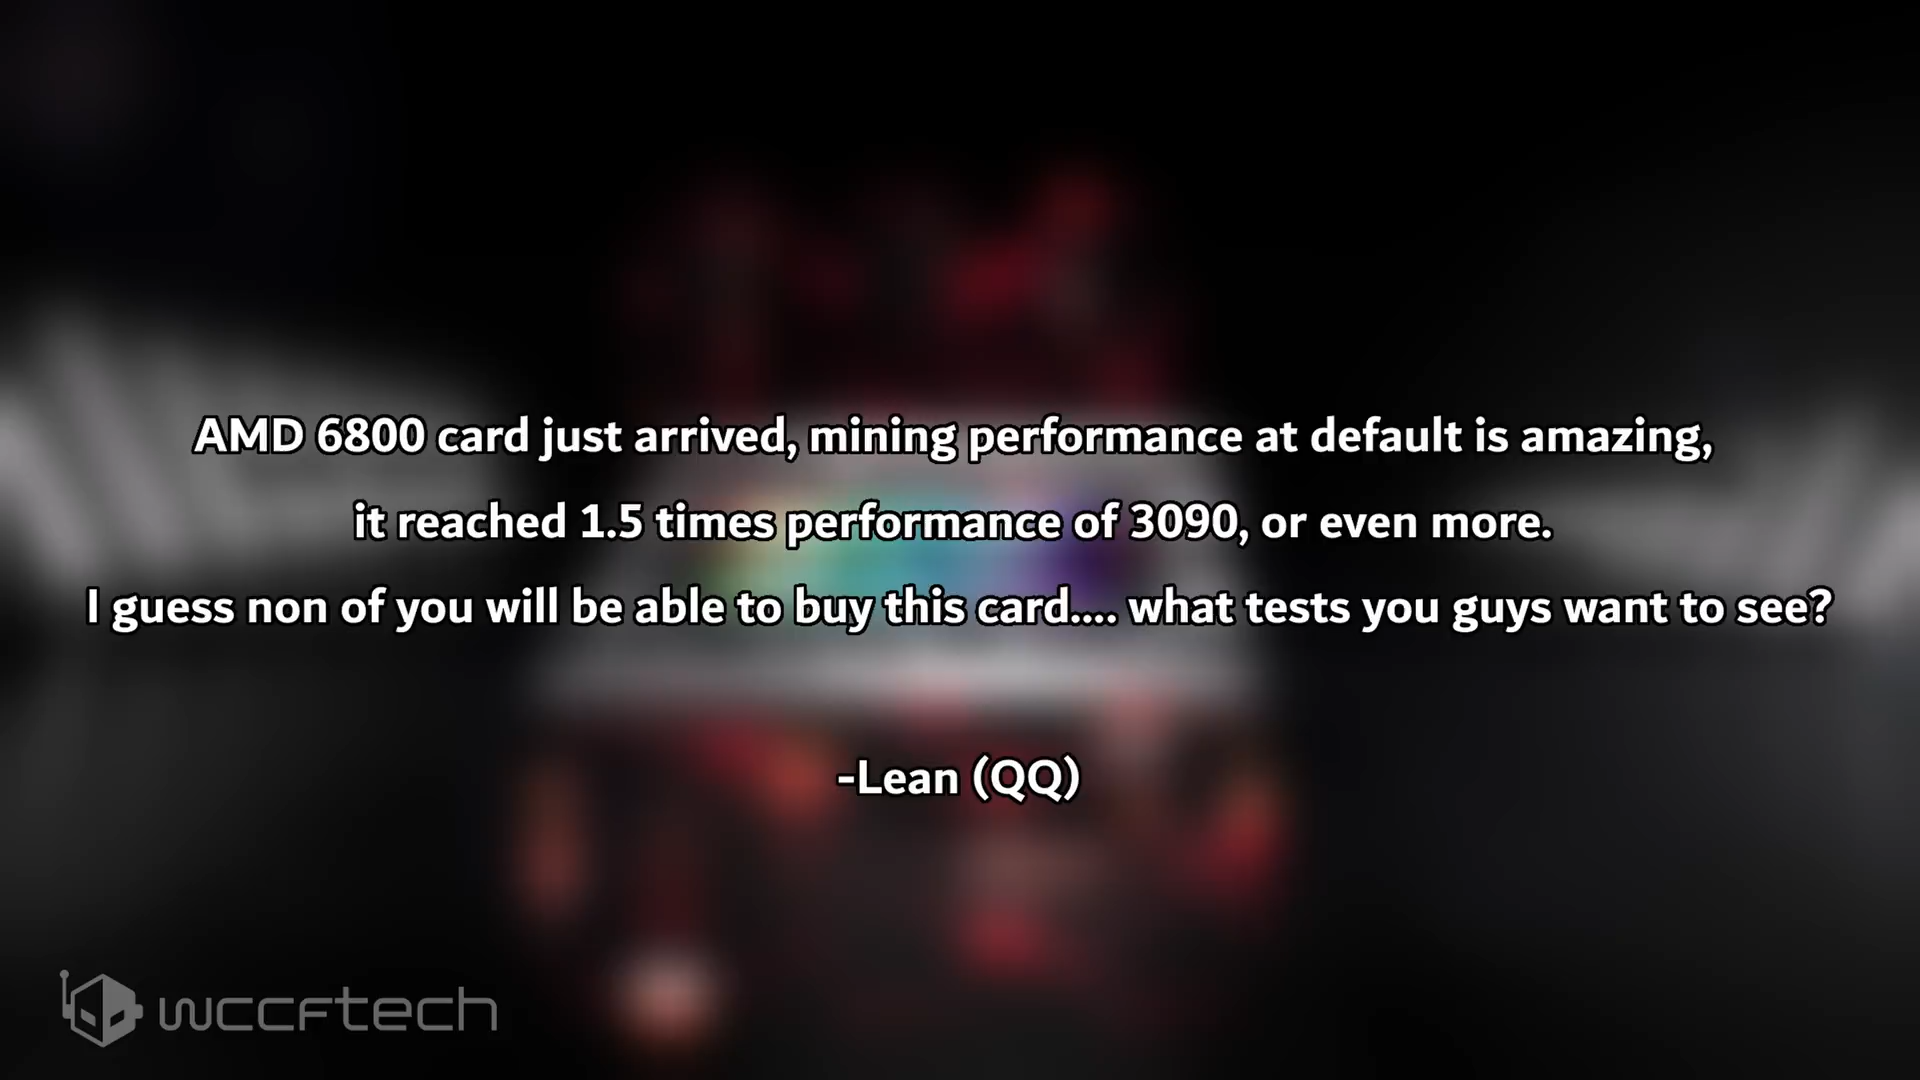 AMD 6800 card just arrived, mining performance at default is amazing,
it reached 1.5 times performance of 3090, or even more.
I guess non of you will be able to buy this card.... what tests you guys want to see?
-Lean (QQ)
wccftech